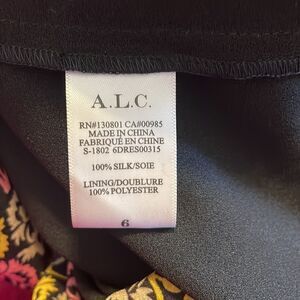 A.L.C.
RN#130801 CA#00985
MADE IN CHINA
FABRIQUÉ EN CHINE
S-1802 6DRES00315
100% SILK/SOIE
LINING/DOUBLURE
100% POLYESTER
6